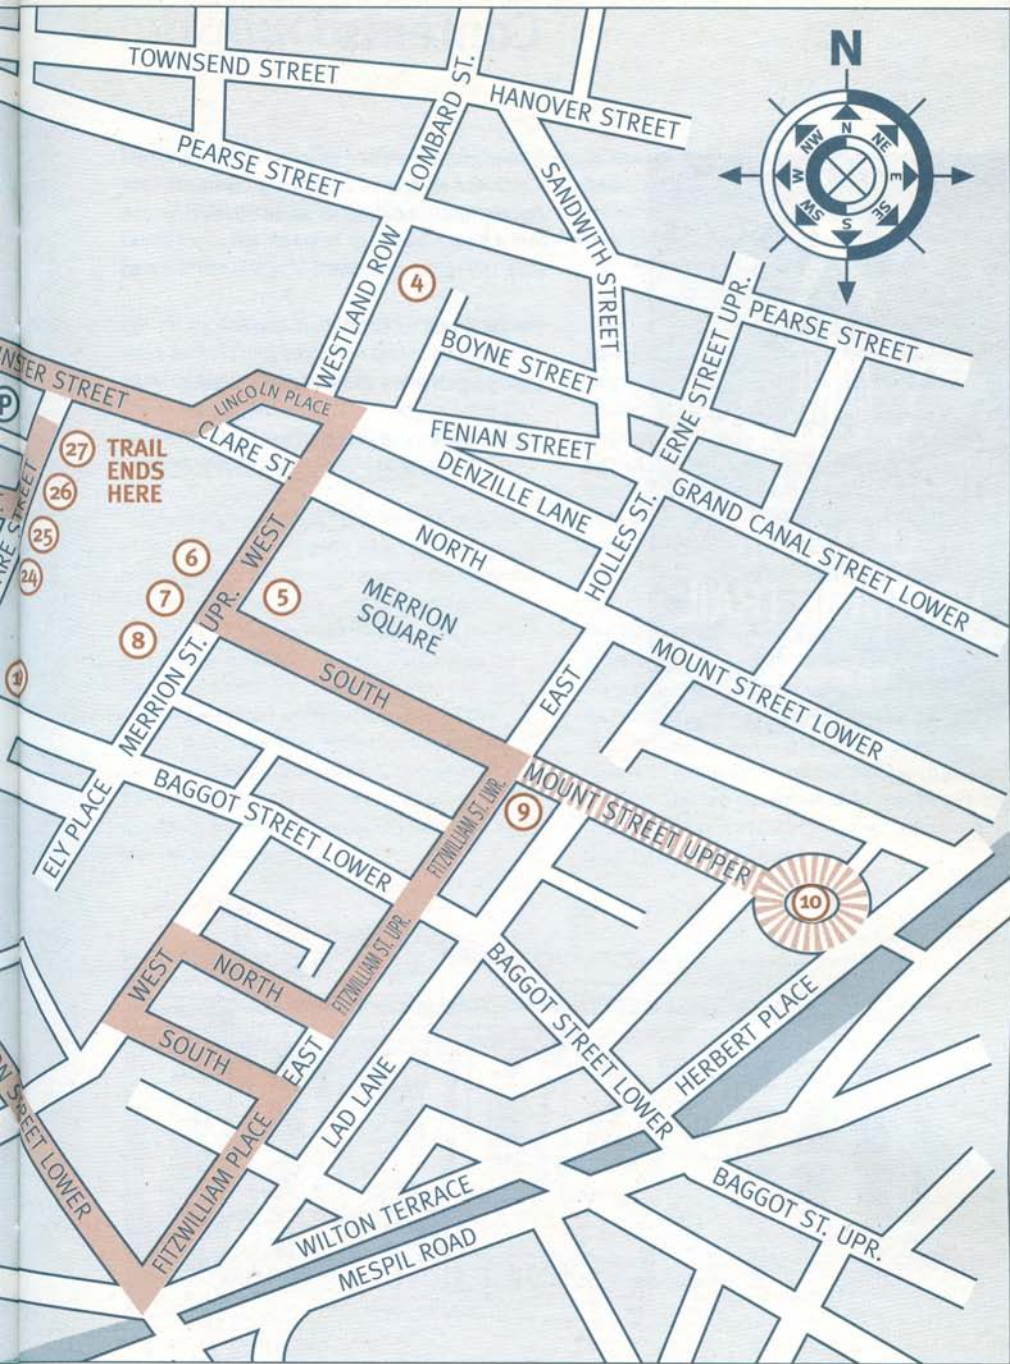 TOWNSEND STREET
LOMBARD ST.
HANOVER STREET
N
N
NE
E
SE
S
SW
W
NW
PEARSE STREET
SANDWITH STREET
WESTLAND ROW
4
ERNE STREET UPR.
PEARSE STREET
BOYNE STREET
NSTER STREET
P
LINCOLN PLACE
CLARE ST.
FENIAN STREET
DENZILLE LANE
27 TRAIL
ENDS
HERE
26
25
24
ARE STREET
HOLLES ST.
GRAND CANAL STREET LOWER
WEST
NORTH
6
7
5
8
MERRION
SQUARE
MERRION ST. UPR.
SOUTH
EAST
MOUNT STREET LOWER
1
ELY PLACE
BAGGOT STREET LOWER
FITZWILLIAM ST. LWR.
9
MOUNT STREET UPPER
10
FITZWILLIAM ST. UPR.
WEST
NORTH
SOUTH
EAST
BAGGOT STREET LOWER
HERBERT PLACE
LAD LANE
N STREET LOWER
FITZWILLIAM PLACE
WILTON TERRACE
MESPIL ROAD
BAGGOT ST. UPR.